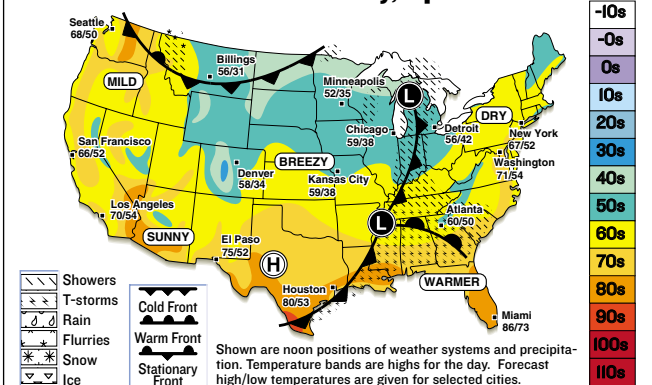 Seattle
68/50
MILD
Billings
56/31
Minneapolis
52/35
L
DRY
Chicago
59/38
Detroit
56/42
New York
67/52
Washington
71/54
San Francisco
66/52
BREEZY
Denver
58/34
Kansas City
59/38
Los Angeles
70/54
SUNNY
El Paso
75/52
H
L
Atlanta
60/50
Houston
80/53
WARMER
Miami
86/73
-10s
-0s
0s
10s
20s
30s
40s
50s
60s
70s
80s
90s
100s
110s
Showers
T-storms
Rain
Flurries
Snow
Ice
Cold Front
Warm Front
Stationary
Front
Shown are noon positions of weather systems and precipita-
tion. Temperature bands are highs for the day. Forecast
high/low temperatures are given for selected cities.